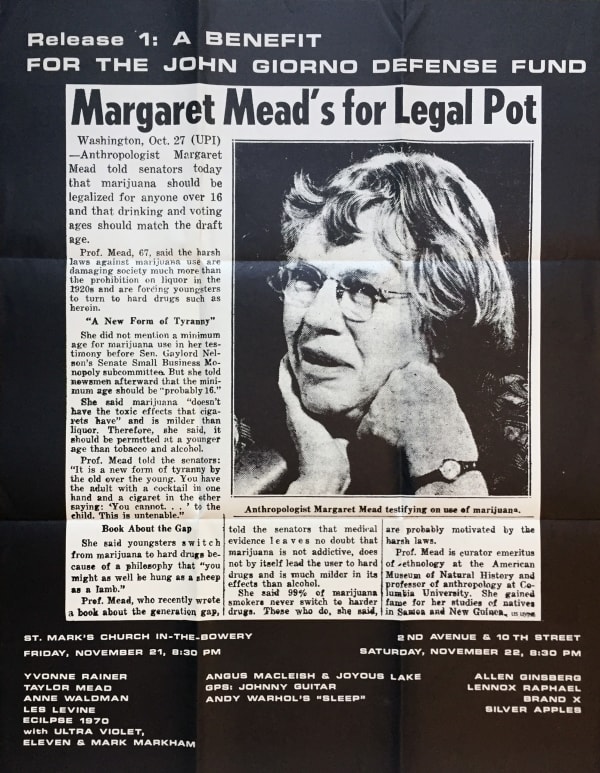 Release 1: A BENEFIT
FOR THE JOHN GIORNO DEFENSE FUND
Margaret Mead's for Legal Pot
Washington, Oct. 27 (UPI)
—Anthropologist Margaret
Mead told senators today
that marijuana should be
legalized for anyone over 16
and that drinking and voting
ages should match the draft
age.
Prof. Mead, 67, said the harsh
laws against marijuana use are
damaging society much more than
the prohibition on liquor in the
1920s and are forcing youngsters
to turn to hard drugs such as
heroin.
"A New Form of Tyranny"
She did not mention a minimum
age for marijuana use in her tes-
timony before Sen. Gaylord Nel-
son's Senate Small Business Mo-
nopoly subcommittee. But she told
newsmen afterward that the mini-
mum age should be "probably 16."
She said marijuana "doesn't
have the toxic effects that ciga-
rets have" and is milder than
liquor. Therefore, she said, it
should be permitted at a younger
age than tobacco and alcohol.
Prof. Mead told the senators:
"It is a new form of tyranny by
the old over the young. You have
the adult with a cocktail in one
hand and a cigaret in the other
saying: 'You cannot. . .' to the
child. This is untenable."
Anthropologist Margaret Mead testifying on use of marijuana.
Book About the Gap
She said youngsters switch
from marijuana to hard drugs be-
cause of a philosophy that "you
might as well be hung as a sheep
as a lamb."
Prof. Mead, who recently wrote
a book about the generation gap,
told the senators that medical
evidence leaves no doubt that
marijuana is not addictive, does
not by itself lead the user to hard
drugs and is much milder in its
effects than alcohol.
She said 99% of marijuana
smokers never switch to harder
drugs. Those who do, she said,
are probably motivated by the
harsh laws.
Prof. Mead is curator emeritus
of ethnology at the American
Museum of Natural History and
professor of anthropology at Co-
lumbia University. She gained
fame for her studies of natives
in Samoa and New Guinea. LES LEVINE
ST. MARK'S CHURCH IN-THE-BOWERY
2ND AVENUE & 10TH STREET
FRIDAY, NOVEMBER 21, 8:30 PM
SATURDAY, NOVEMBER 22, 8:30 PM
YVONNE RAINER
TAYLOR MEAD
ANNE WALDMAN
LES LEVINE
ECILPSE 1970
with ULTRA VIOLET,
ELEVEN & MARK MARKHAM
ANGUS MACLEISH & JOYOUS LAKE
GPS: JOHNNY GUITAR
ANDY WARHOL'S "SLEEP"
ALLEN GINSBERG
LENNOX RAPHAEL
BRAND X
SILVER APPLES